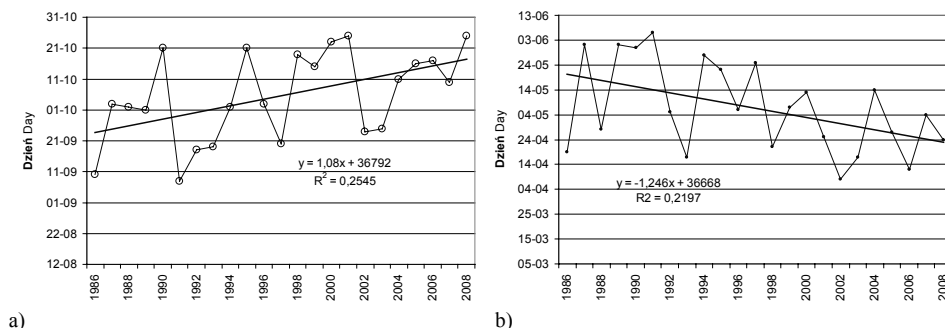 31-10
21-10
11-10
01-10
21-09
11-09
01-09
22-08
12-08
Dzień Day
y = 1,08x + 36792
R² = 0,2545
1986 1988 1990 1992 1994 1996 1998 2000 2002 2004 2006 2008
a)
13-06
03-06
24-05
14-05
04-05
24-04
14-04
04-04
25-03
15-03
05-03
Dzień Day
y = -1,246x + 36668
R2 = 0,2197
1986 1988 1990 1992 1994 1996 1998 2000 2002 2004 2006 2008
b)